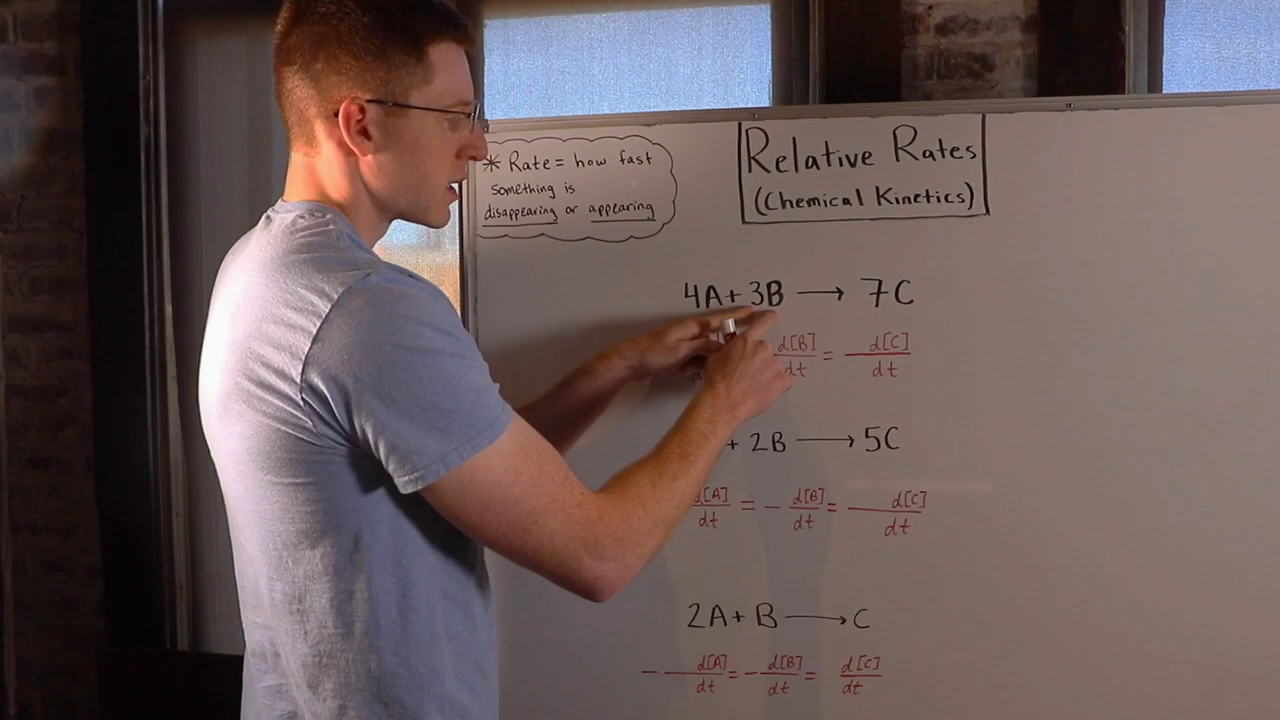 * Rate = how fast
something is
disappearing or appearing
Relative Rates
(Chemical Kinetics)
4A + 3B → 7C
d[B]/dt = d[C]/dt
+ 2B → 5C
d[A]/dt = - d[B]/dt = d[C]/dt
2A + B → C
- d[A]/dt = - d[B]/dt = d[C]/dt